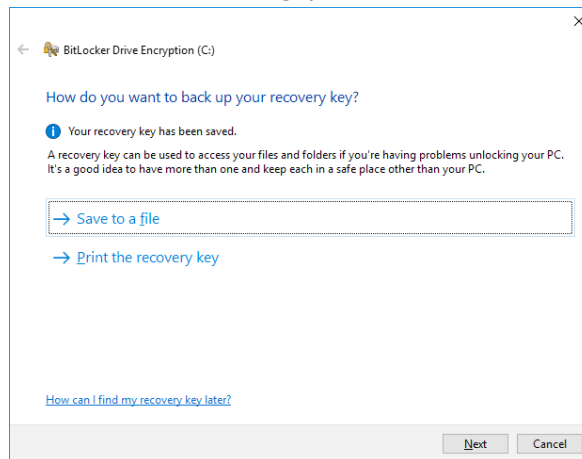 BitLocker Drive Encryption (C:)
How do you want to back up your recovery key?
Your recovery key has been saved.
A recovery key can be used to access your files and folders if you're having problems unlocking your PC.
It's a good idea to have more than one and keep each in a safe place other than your PC.
Save to a file
Print the recovery key
How can I find my recovery key later?
Next Cancel